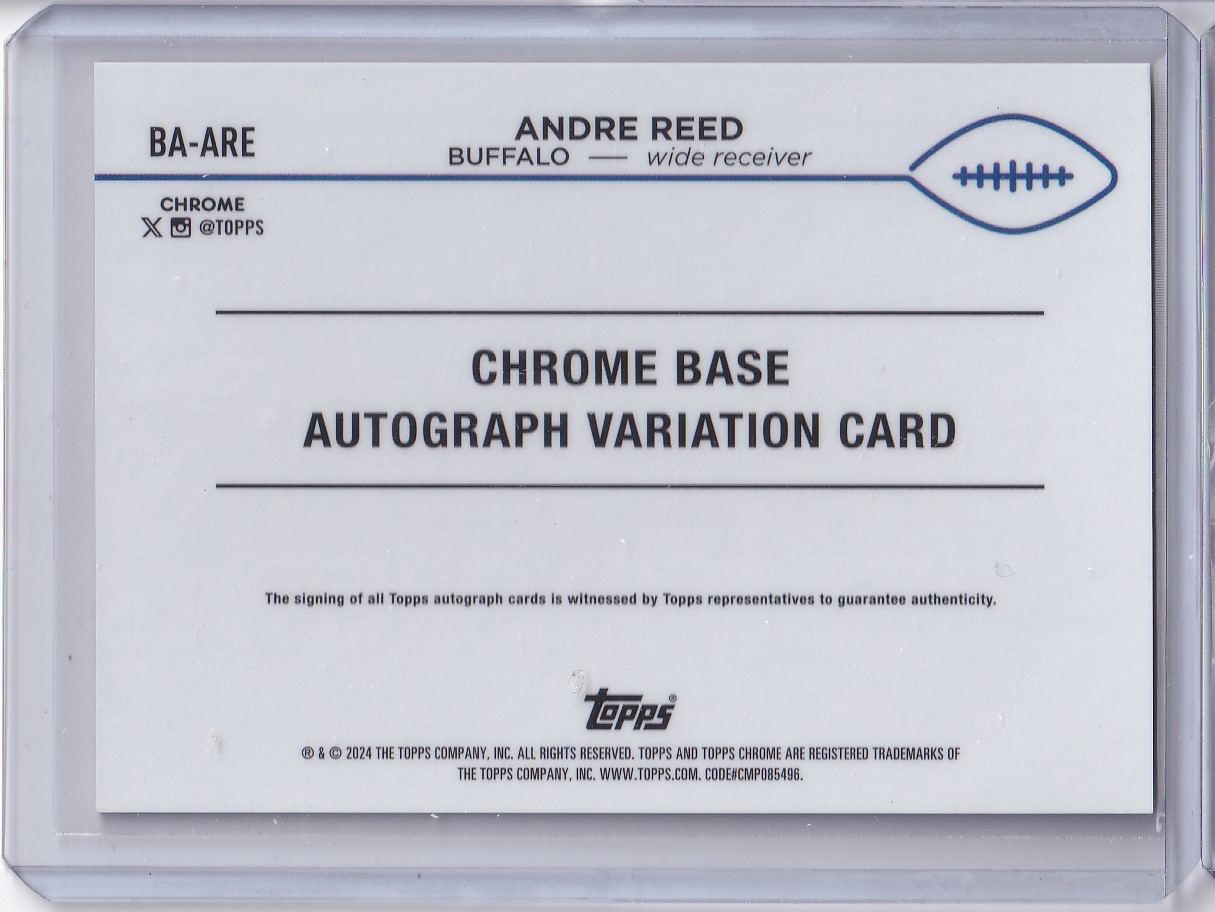 BA-ARE
ANDRE REED
BUFFALO — wide receiver
CHROME
@TOPPS
CHROME BASE
AUTOGRAPH VARIATION CARD
The signing of all Topps autograph cards is witnessed by Topps representatives to guarantee authenticity.
topps®
® & © 2024 THE TOPPS COMPANY, INC. ALL RIGHTS RESERVED. TOPPS AND TOPPS CHROME ARE REGISTERED TRADEMARKS OF
THE TOPPS COMPANY, INC. WWW.TOPPS.COM. CODE#CMP085496.